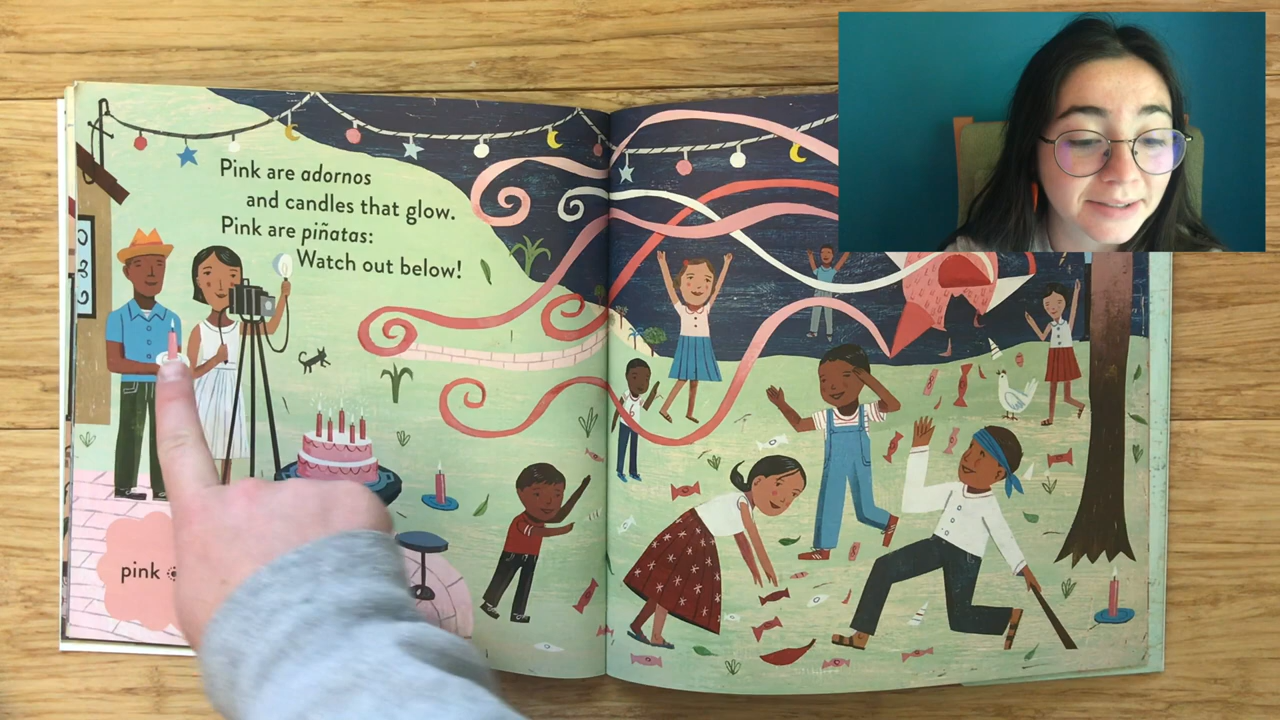 Pink are adornos
and candles that glow.
Pink are piñatas:
Watch out below!
pink